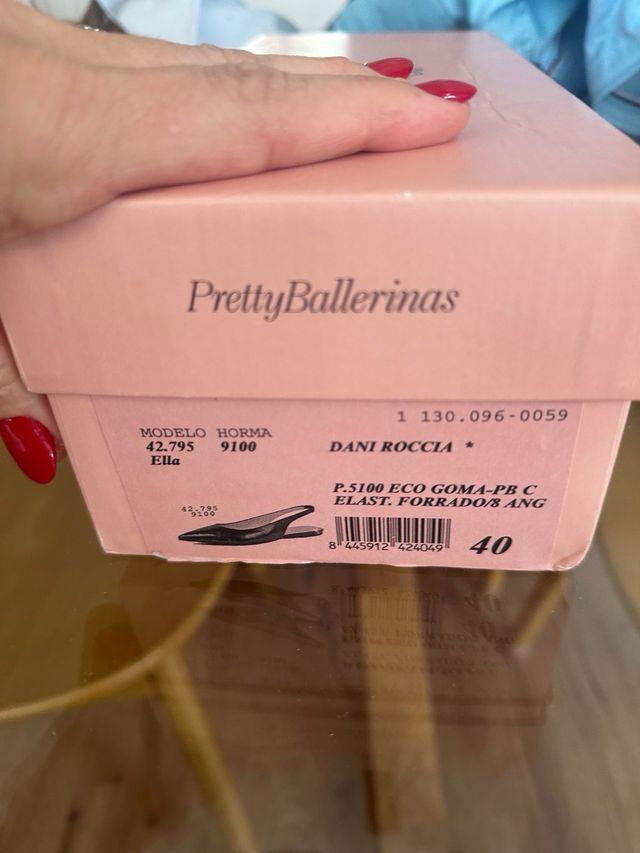 PrettyBallerinas
1 130.096-0059
MODELO HORMA
42.795 9100 DANI ROCCIA *
Ella
P.5100 ECO GOMA-PB C
ELAST. FORRADO/8 ANG
42.795
9100
8 445912 424049 40